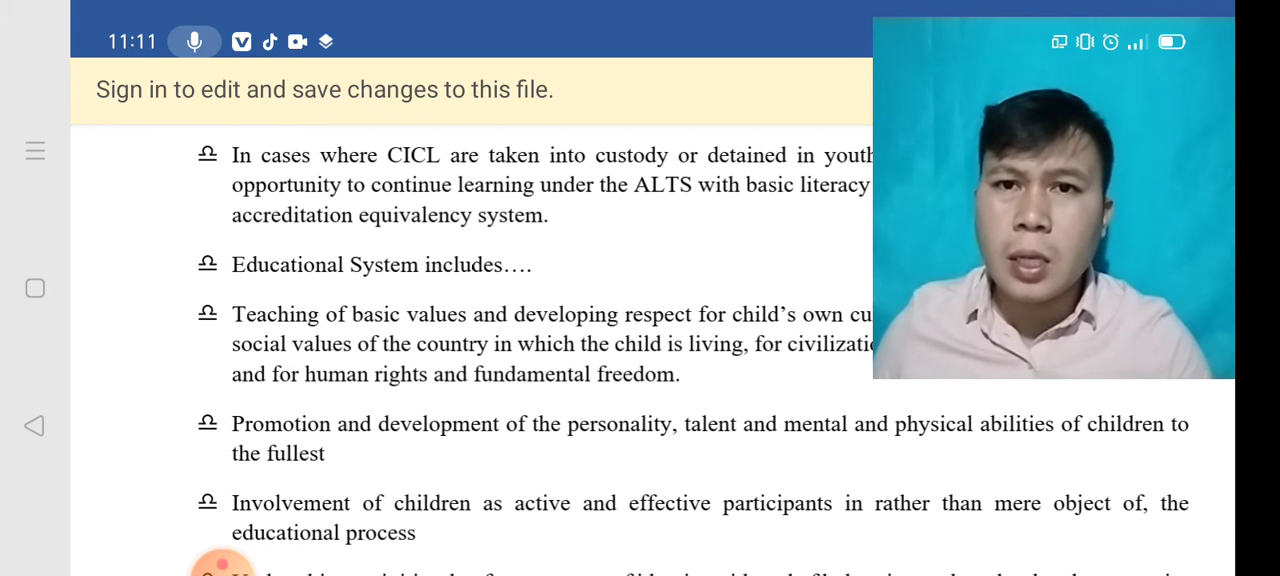 11:11
Sign in to edit and save changes to this file.
In cases where CICL are taken into custody or detained in youth
opportunity to continue learning under the ALTS with basic literacy
accreditation equivalency system.
Educational System includes….
Teaching of basic values and developing respect for child's own
social values of the country in which the child is living, for
and for human rights and fundamental freedom.
Promotion and development of the personality, talent and mental and physical abilities of children to
the fullest
Involvement of children as active and effective participants in rather than mere object of, the
educational process